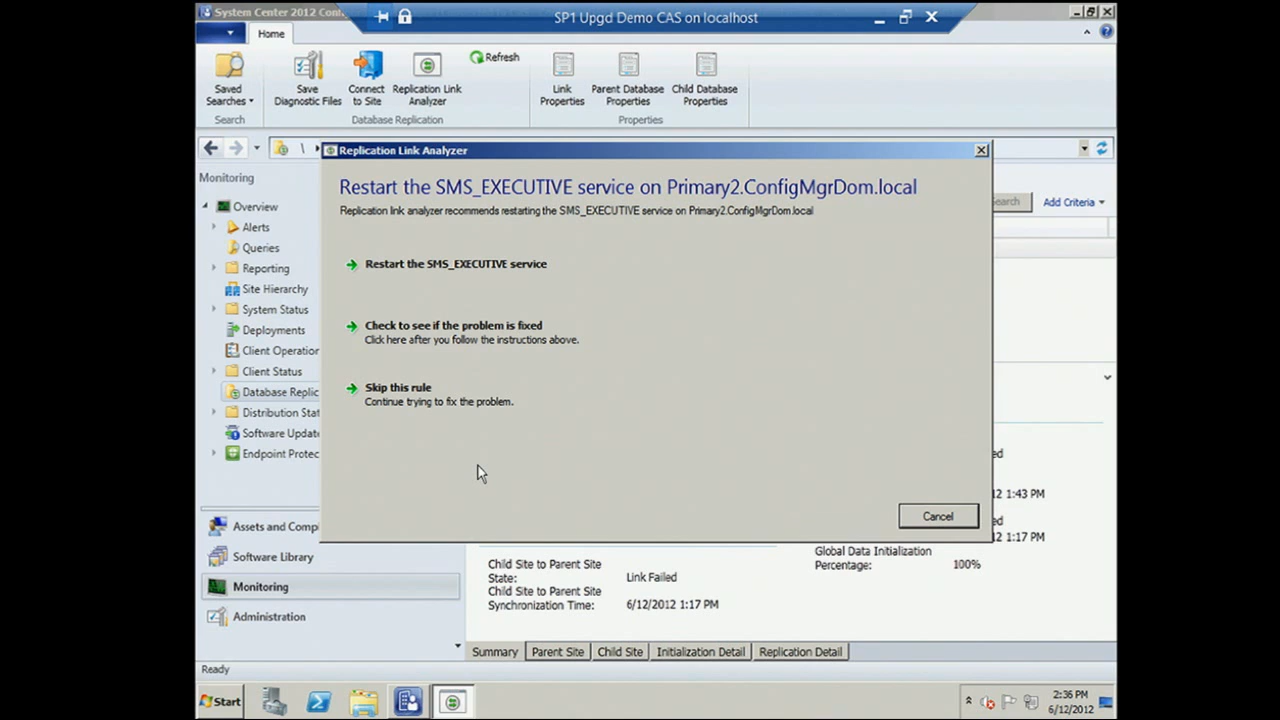 System Center 2012 Con
SP1 Upgd Demo CAS on localhost
Home
Saved
Searches
Save
Diagnostic Files
Connect
to Site
Replication Link
Analyzer
Refresh
Link
Properties
Parent Database
Properties
Child Database
Properties
Search
Database Replication
Properties
\
Monitoring
Overview
Alerts
Queries
Reporting
Site Hierarchy
System Status
Deployments
Client Operation
Client Status
Database Replic
Distribution Stat
Software Updat
Endpoint Protec
Assets and Compl
Software Library
Monitoring
Administration
Ready
Replication Link Analyzer
Restart the SMS_EXECUTIVE service on Primary2.ConfigMgrDom.local
Replication link analyzer recommends restarting the SMS_EXECUTIVE service on Primary2.ConfigMgrDom.local
Restart the SMS_EXECUTIVE service
Check to see if the problem is fixed
Click here after you follow the instructions above.
Skip this rule
Continue trying to fix the problem.
Cancel
earch
Add Criteria
ed
12 1:43 PM
ed
12 1:17 PM
Child Site to Parent Site
State:
Link Failed
Child Site to Parent Site
Synchronization Time:
6/12/2012 1:17 PM
Global Data Initialization
Percentage:
100%
Summary
Parent Site
Child Site
Initialization Detail
Replication Detail
Start
2:36 PM
6/12/2012